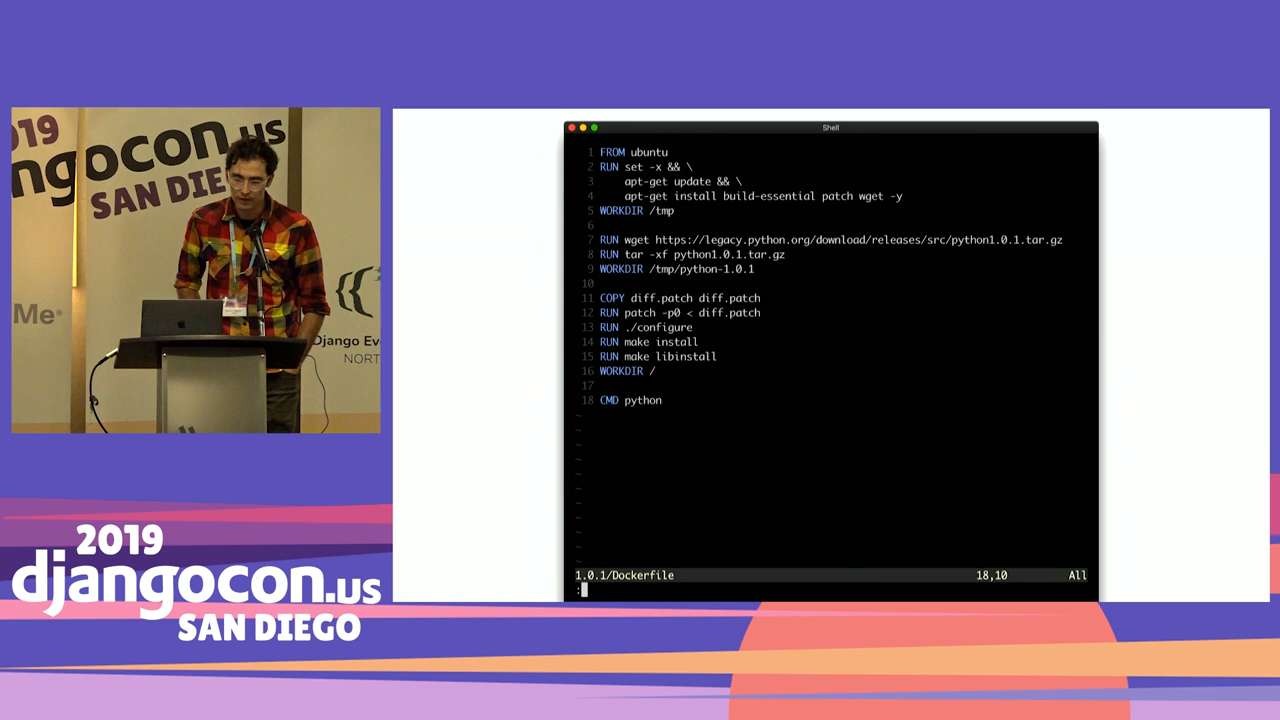 2019
djangocon.us
SAN DIE
Me®
Django Ev
NORT
Shell
1 FROM ubuntu
2 RUN set -x && \
3 apt-get update && \
4 apt-get install build-essential patch wget -y
5 WORKDIR /tmp
6
7 RUN wget https://legacy.python.org/download/releases/src/python1.0.1.tar.gz
8 RUN tar -xf python1.0.1.tar.gz
9 WORKDIR /tmp/python-1.0.1
10
11 COPY diff.patch diff.patch
12 RUN patch -p0 < diff.patch
13 RUN ./configure
14 RUN make install
15 RUN make libinstall
16 WORKDIR /
17
18 CMD python
~
~
~
~
~
~
~
~
~
~
~
1.0.1/Dockerfile 18,10 All
:
2019
djangocon.us
SAN DIEGO